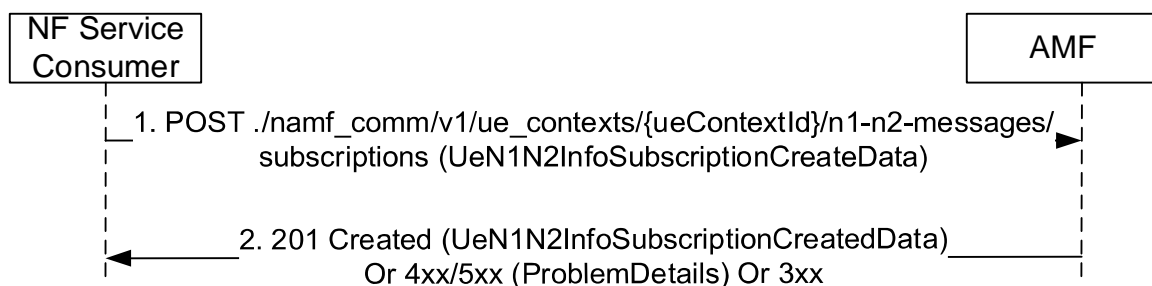 NF Service
Consumer
AMF
1. POST ./namf_comm/v1/ue_contexts/{ueContextId}/n1-n2-messages/
subscriptions (UeN1N2InfoSubscriptionCreateData)
2. 201 Created (UeN1N2InfoSubscriptionCreatedData)
Or 4xx/5xx (ProblemDetails) Or 3xx